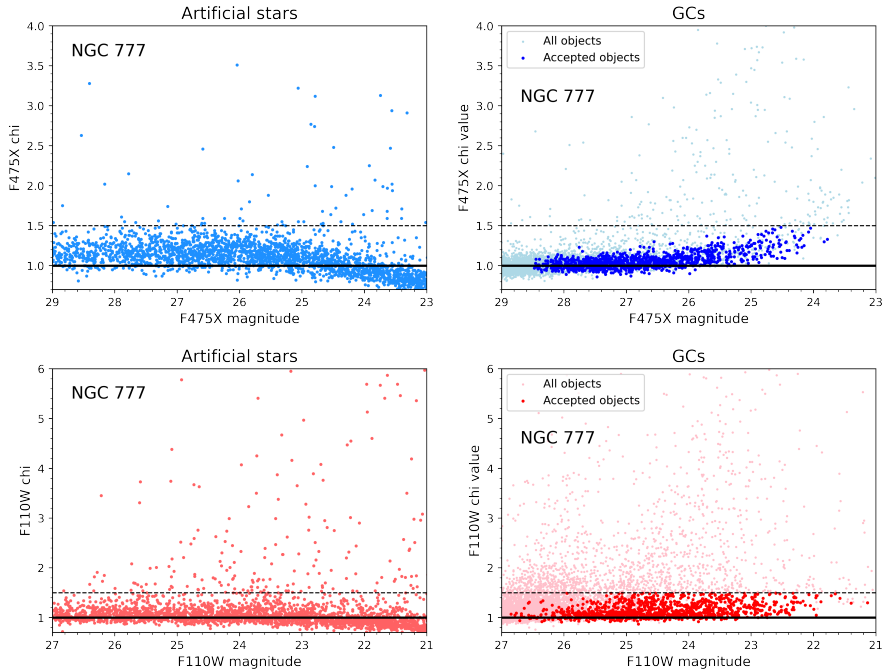 Artificial stars
4.0
3.5
3.0
2.5
2.0
1.5
1.0
F475X chi
NGC 777
29 28 27 26 25 24 23
F475X magnitude
GCs
4.0
3.5
3.0
2.5
2.0
1.5
1.0
F475X chi value
All objects
Accepted objects
NGC 777
29 28 27 26 25 24 23
F475X magnitude
Artificial stars
6
5
4
3
2
1
F110W chi
NGC 777
27 26 25 24 23 22 21
F110W magnitude
GCs
6
5
4
3
2
1
F110W chi value
All objects
Accepted objects
NGC 777
27 26 25 24 23 22 21
F110W magnitude